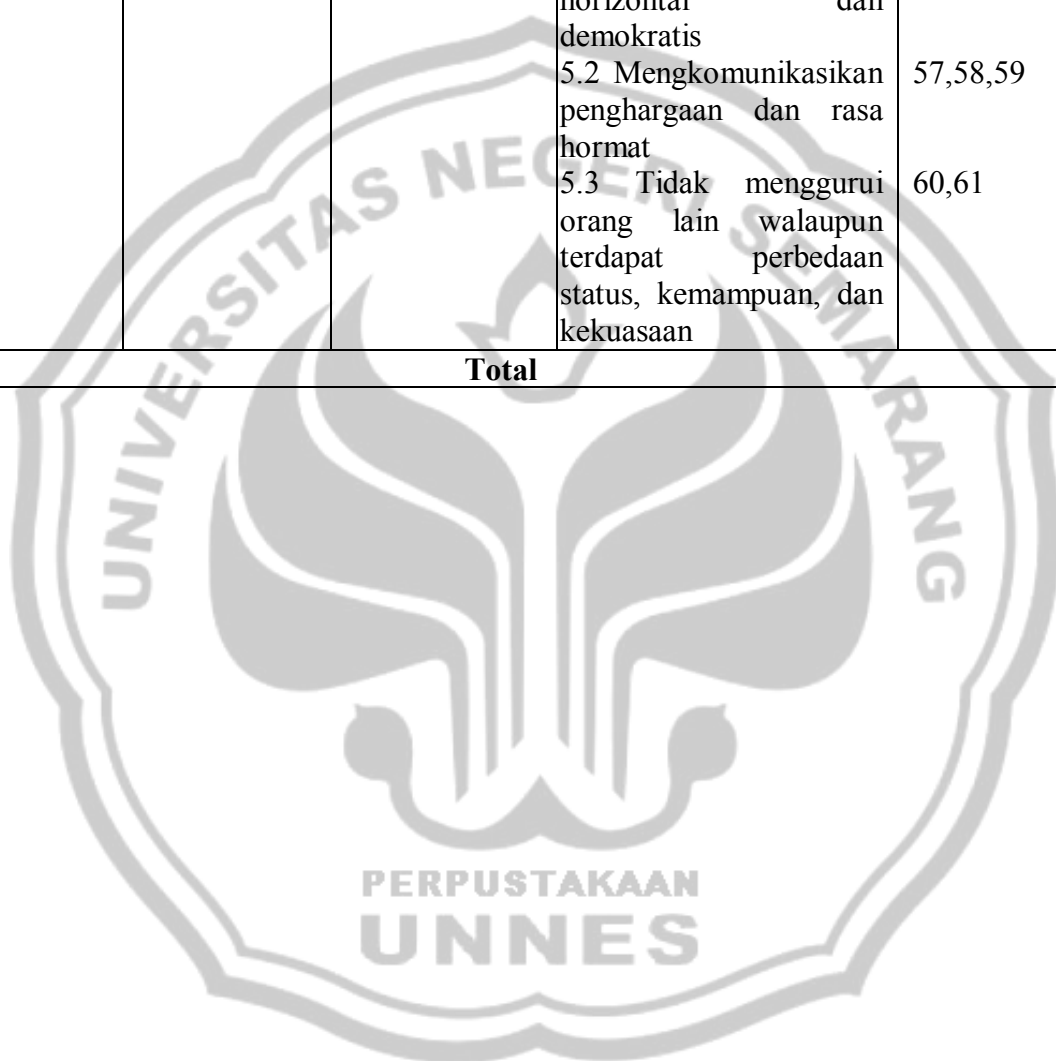 horizontal dan
demokratis
5.2 Mengkomunikasikan 57,58,59
penghargaan dan rasa
hormat
5.3 Tidak menggurui 60,61
orang lain walaupun
terdapat perbedaan
status, kemampuan, dan
kekuasaan
Total
UNIVERSITAS NEGERI SEMARANG
PERPUSTAKAAN
UNNES